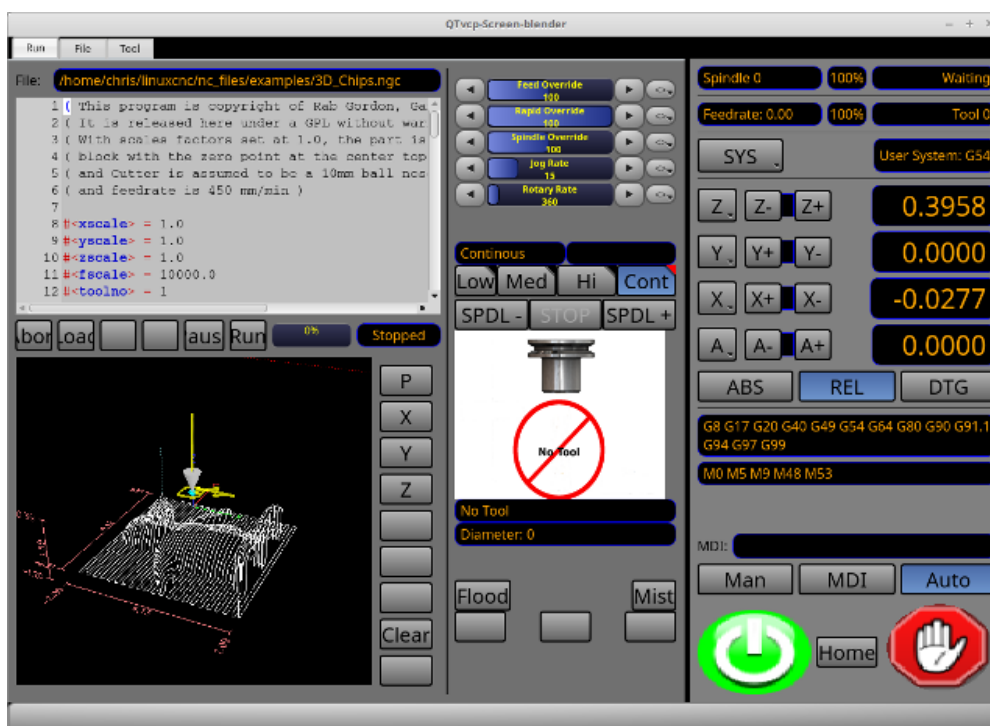 QTvcp-Screen-blender
Run File Tool
File: /home/chris/linuxcnc/nc_files/examples/3D_Chips.ngc
1 ( This program is copyright of Rab Gordon, Ga
2 ( It is released here under a GPL without war
3 ( With scales factors set at 1.0, the part is
4 ( block with the zero point at the center top
5 ( and Cutter is assumed to be a 10mm ball nos
6 ( and feedrate is 450 mm/min )
7
8 #<xscale> = 1.0
9 #<yscale> = 1.0
10 #<zscale> = 1.0
11 #<fscale> = 10000.0
12 #<toolno> = 1
Abor Load aus Run 0% Stopped
P
X
Y
Z
Clear
Feed Override
100
Rapid Override
100
Spindle Override
100
Jog Rate
15
Rotary Rate
360
Continous
Low Med Hi Cont
SPDL - STOP SPDL +
No Tool
No Tool
Diameter: 0
Flood Mist
Spindle 0 100% Waiting
Feedrate: 0.00 100% Tool 0
SYS User System: G54
Z Z- Z+ 0.3958
Y Y+ Y- 0.0000
X X+ X- -0.0277
A A- A+ 0.0000
ABS REL DTG
G8 G17 G20 G40 G49 G54 G64 G80 G90 G91.1
G94 G97 G99
M0 M5 M9 M48 M53
MDI:
Man MDI Auto
Home